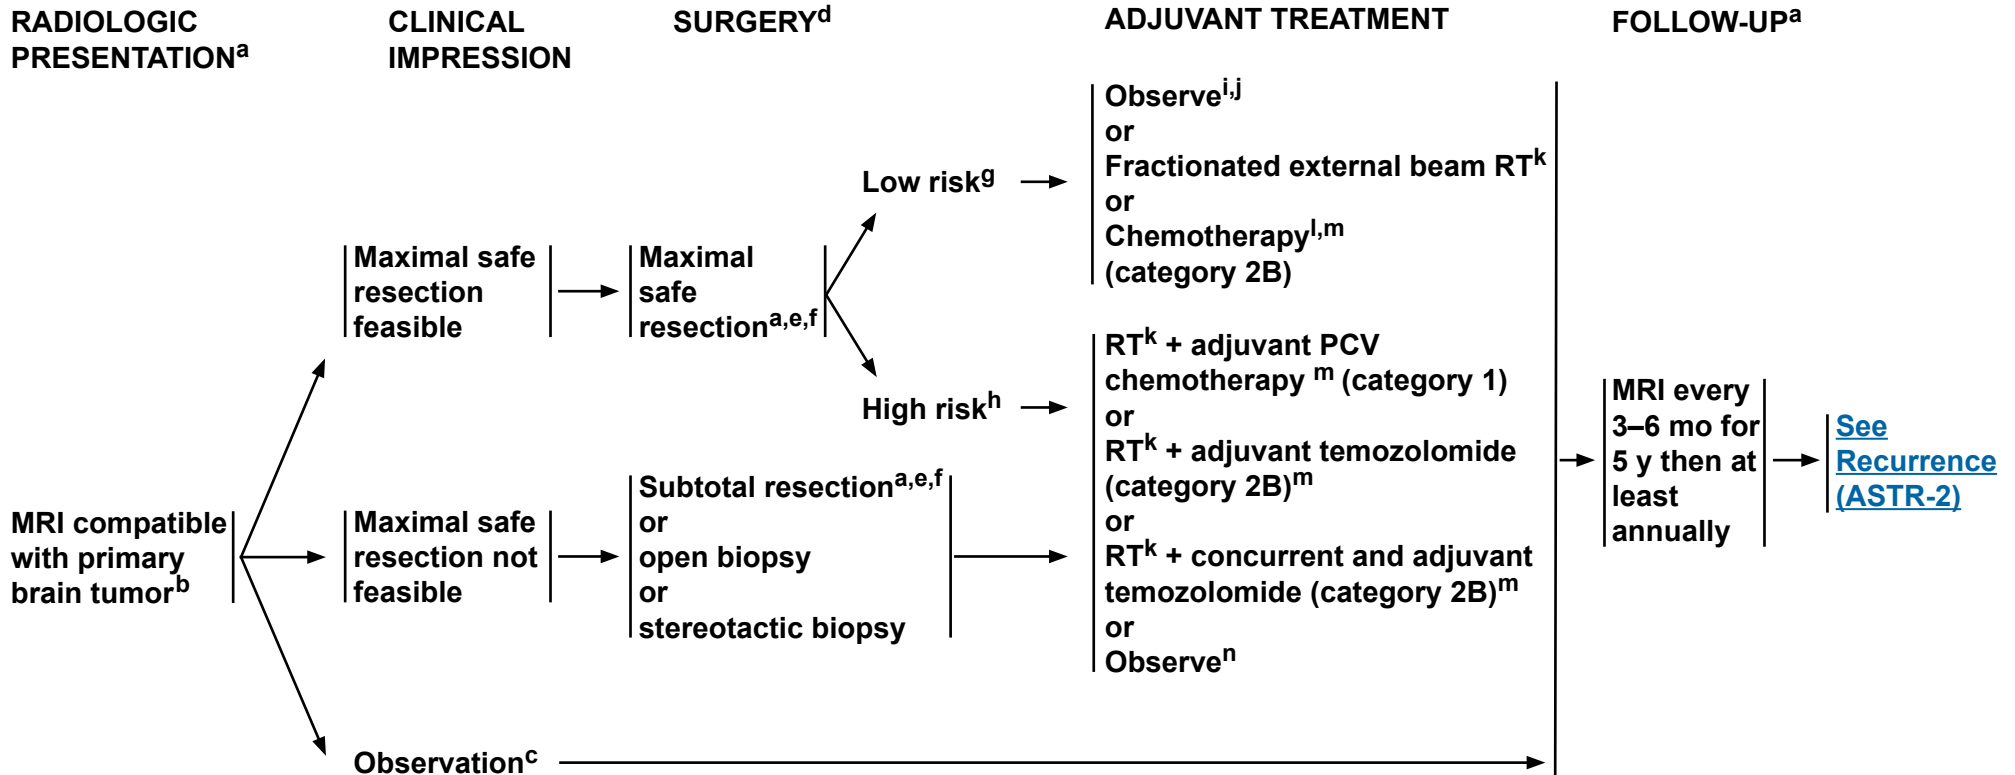 RADIOLOGIC
PRESENTATIONᵃ
CLINICAL
IMPRESSION
SURGERYᵈ
ADJUVANT TREATMENT
FOLLOW-UPᵃ
MRI compatible
with primary
brain tumorᵇ
Maximal safe
resection
feasible
Maximal
safe
resectionᵃ,ᵉ,ᶠ
Low riskᵍ
Observeⁱ,ʲ
or
Fractionated external beam RTᵏ
or
Chemotherapyˡ,ᵐ
(category 2B)
High riskʰ
RTᵏ + adjuvant PCV
chemotherapy ᵐ (category 1)
or
RTᵏ + adjuvant temozolomide
(category 2B)ᵐ
or
RTᵏ + concurrent and adjuvant
temozolomide (category 2B)ᵐ
or
Observeⁿ
Maximal safe
resection not
feasible
Subtotal resectionᵃ,ᵉ,ᶠ
or
open biopsy
or
stereotactic biopsy
Observationᶜ
MRI every
3–6 mo for
5 y then at
least
annually
See
Recurrence
(ASTR-2)